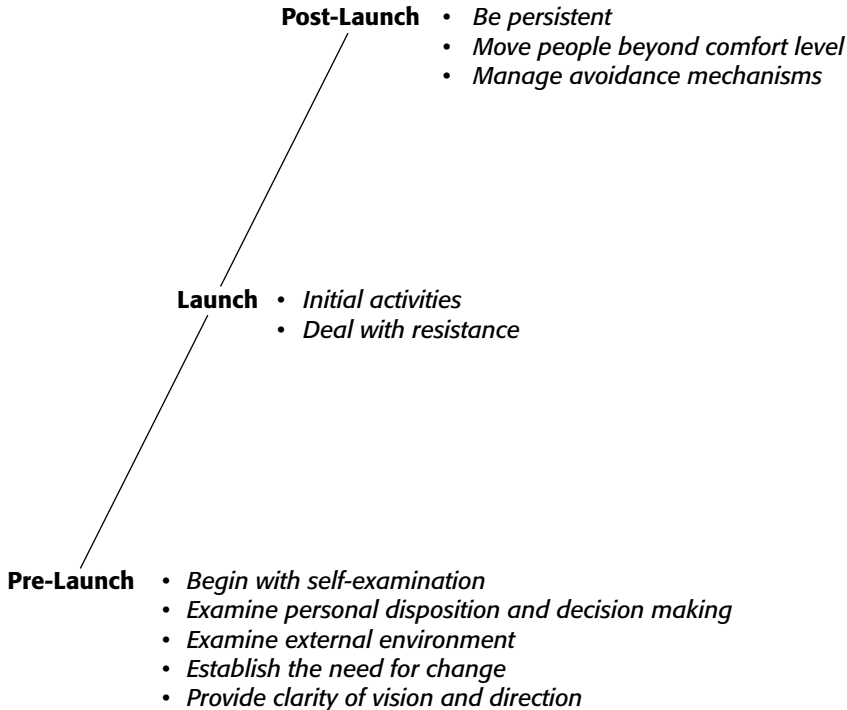 Post-Launch • Be persistent
• Move people beyond comfort level
• Manage avoidance mechanisms
Launch • Initial activities
• Deal with resistance
Pre-Launch • Begin with self-examination
• Examine personal disposition and decision making
• Examine external environment
• Establish the need for change
• Provide clarity of vision and direction